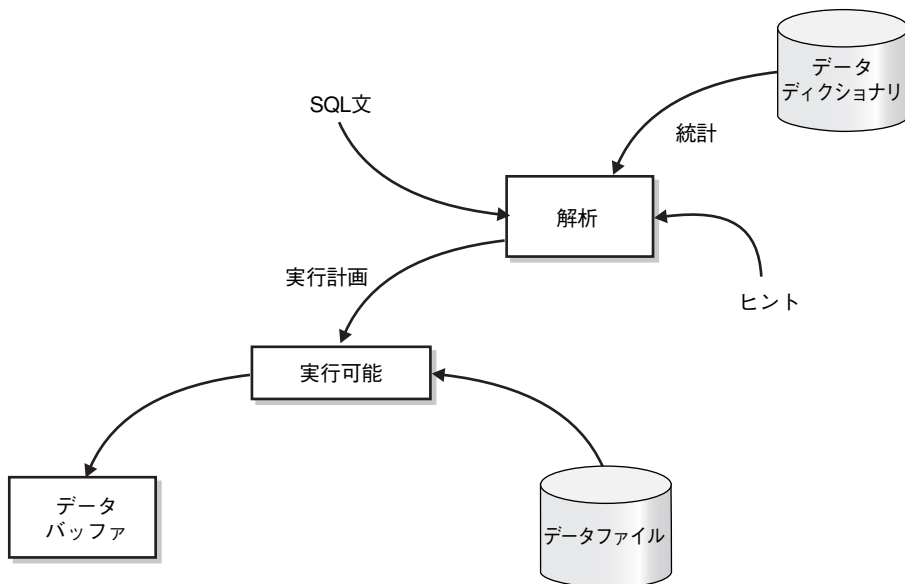 データ
ディクショナリ
SQL文
統計
解析
実行計画
ヒント
実行可能
データ
バッファ
データファイル